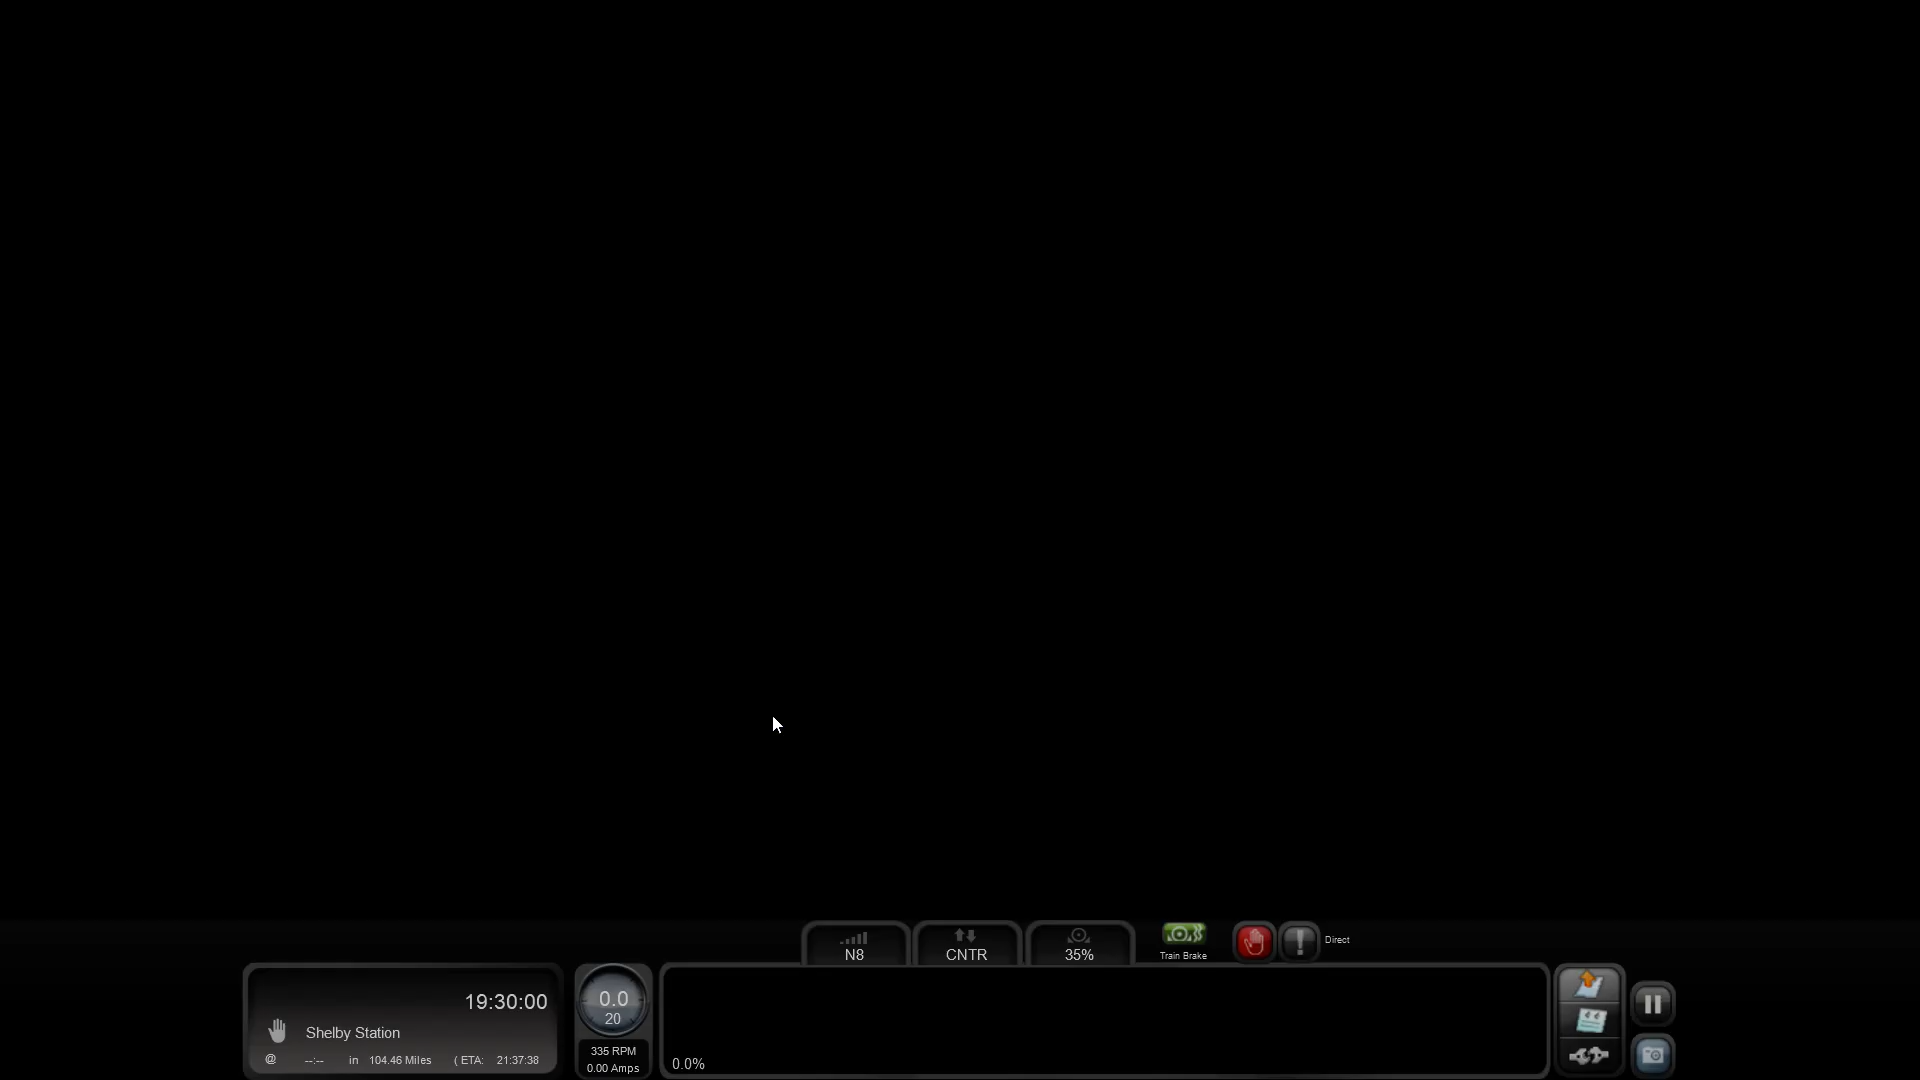 N8
CNTR
35%
Train Brake
Direct
19:30:00
Shelby Station
@ --:-- in 104.46 Miles ( ETA: 21:37:38
0.0
20
335 RPM
0.00 Amps
0.0%